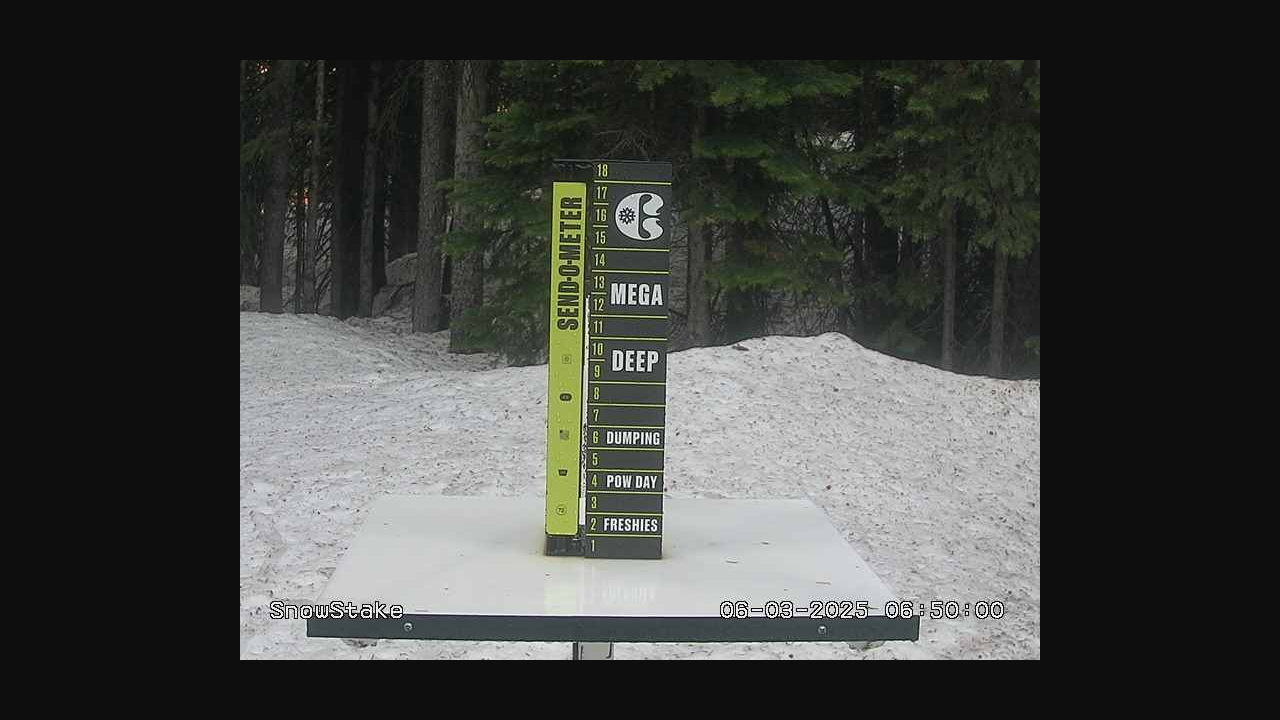 SEND-O-METER
18
17
16
15
14
13
12 MEGA
11
10
9 DEEP
8
7
6 DUMPING
5
4 POW DAY
3
2 FRESHIES
1
SnowStake
06-03-2025 06:50:00